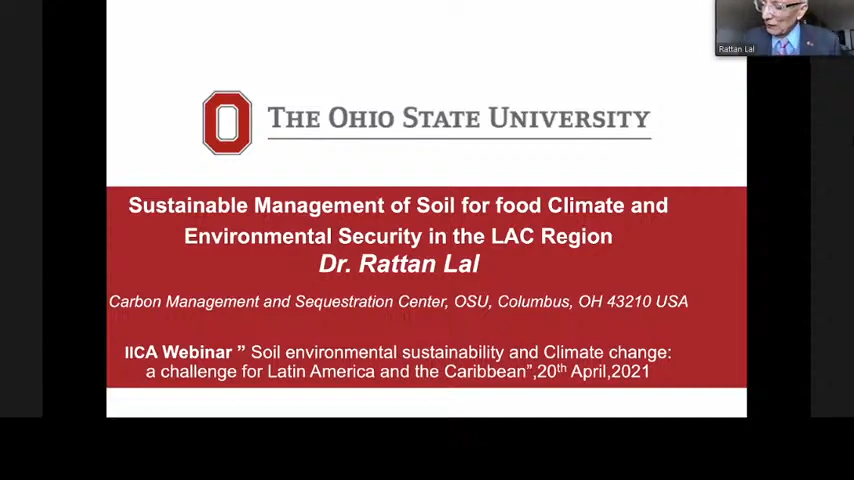 Rattan Lal
THE OHIO STATE UNIVERSITY
Sustainable Management of Soil for food Climate and
Environmental Security in the LAC Region
Dr. Rattan Lal
Carbon Management and Sequestration Center, OSU, Columbus, OH 43210 USA
IICA Webinar ” Soil environmental sustainability and Climate change:
a challenge for Latin America and the Caribbean”,20th April,2021